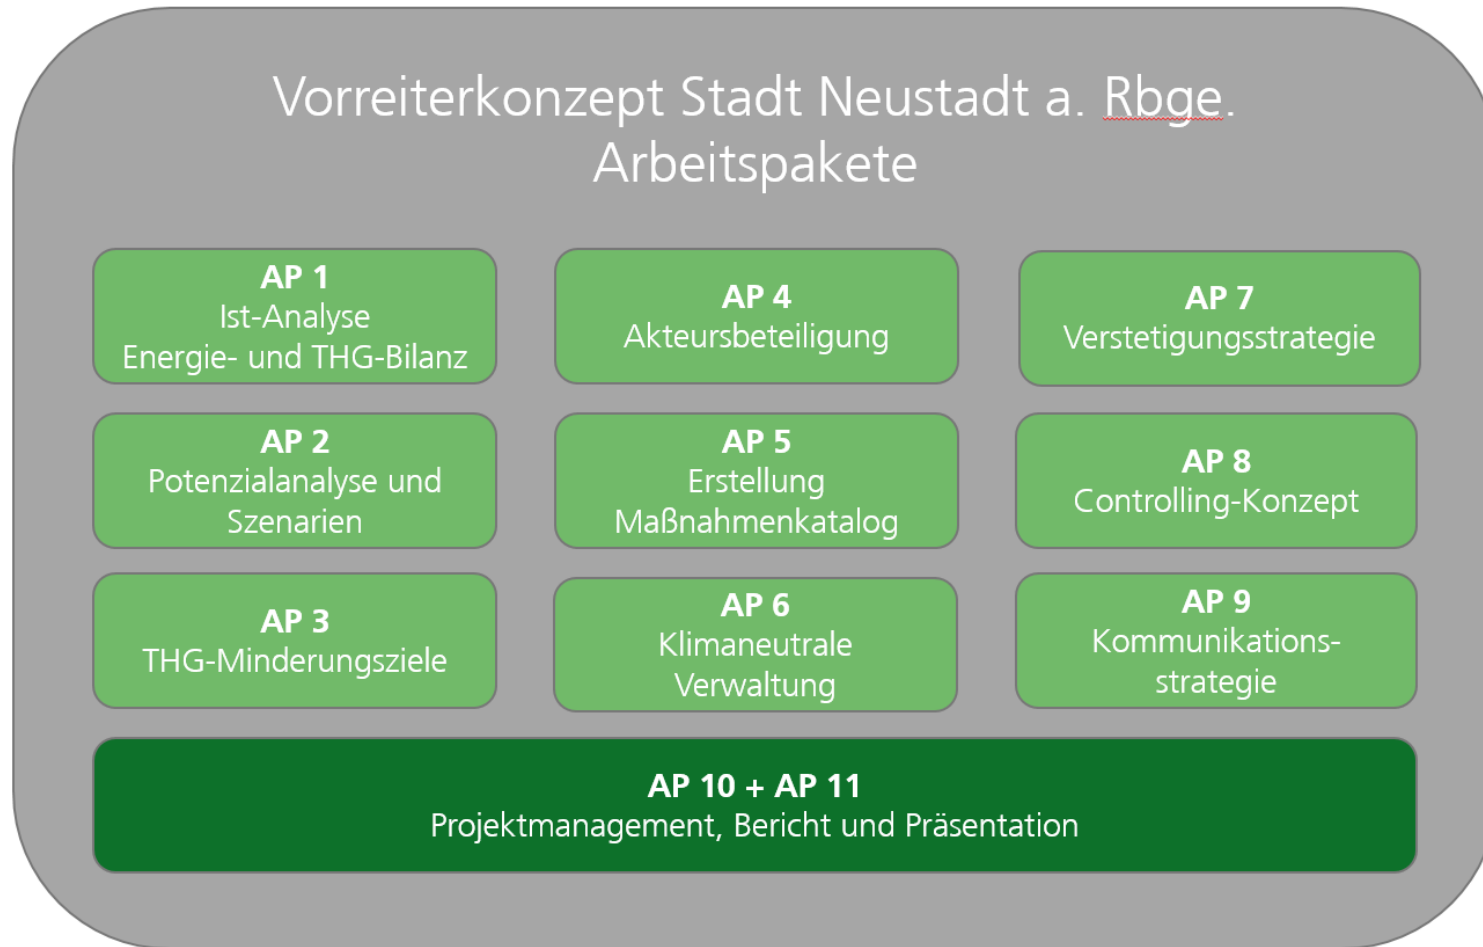 Vorreiterkonzept Stadt Neustadt a. Rbge.
Arbeitspakete
AP 1
Ist-Analyse
Energie- und THG-Bilanz
AP 2
Potenzialanalyse und
Szenarien
AP 3
THG-Minderungsziele
AP 4
Akteursbeteiligung
AP 5
Erstellung
Maßnahmenkatalog
AP 6
Klimaneutrale
Verwaltung
AP 7
Verstetigungsstrategie
AP 8
Controlling-Konzept
AP 9
Kommunikations-
strategie
AP 10 + AP 11
Projektmanagement, Bericht und Präsentation